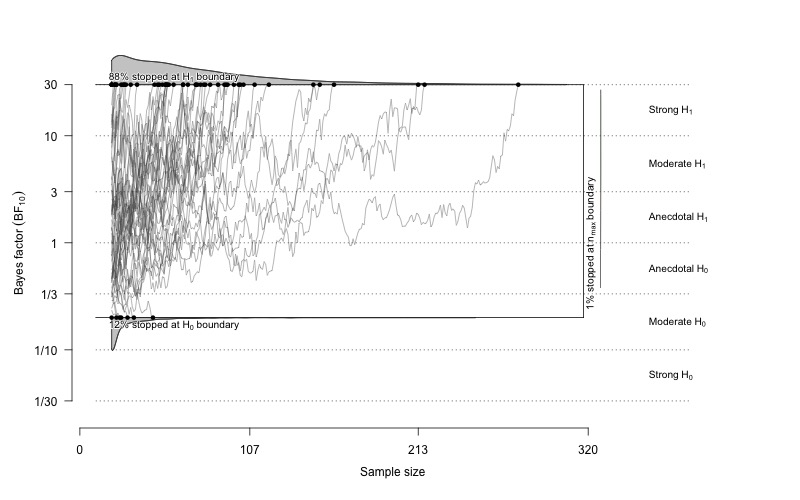 88% stopped at H₁ boundary
30
Strong H₁
10
Moderate H₁
3
Anecdotal H₁
1
Anecdotal H₀
1/3
Moderate H₀
12% stopped at H₀ boundary
1/10
Strong H₀
1/30
Bayes factor (BF₁₀)
1% stopped at nmax boundary
0
107
213
320
Sample size